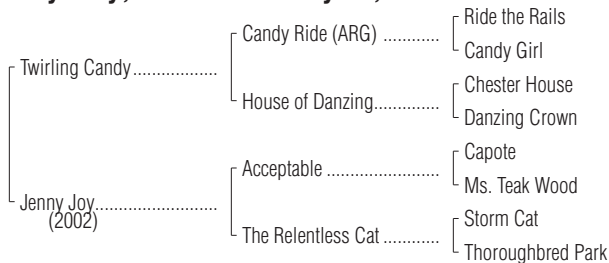 Ride the Rails
Candy Ride (ARG) ............
Candy Girl
Twirling Candy..................
Chester House
House of Danzing..............
Danzing Crown
Capote
Acceptable ........................
Ms. Teak Wood
Jenny Joy..........................
(2002)
Storm Cat
The Relentless Cat ............
Thoroughbred Park